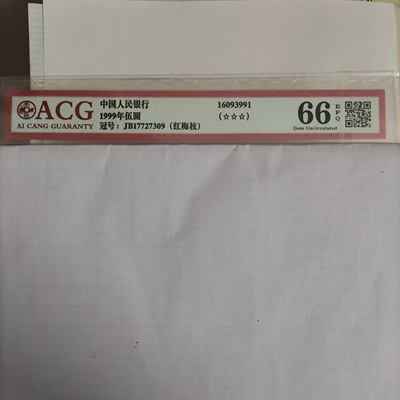 ACG
AI CANG GUARANTY
中国人民银行
1999年伍圆
冠号：JB17727309（红梅枝）
16093991
(☆☆☆)
66
EPQ
Gem Uncirculated